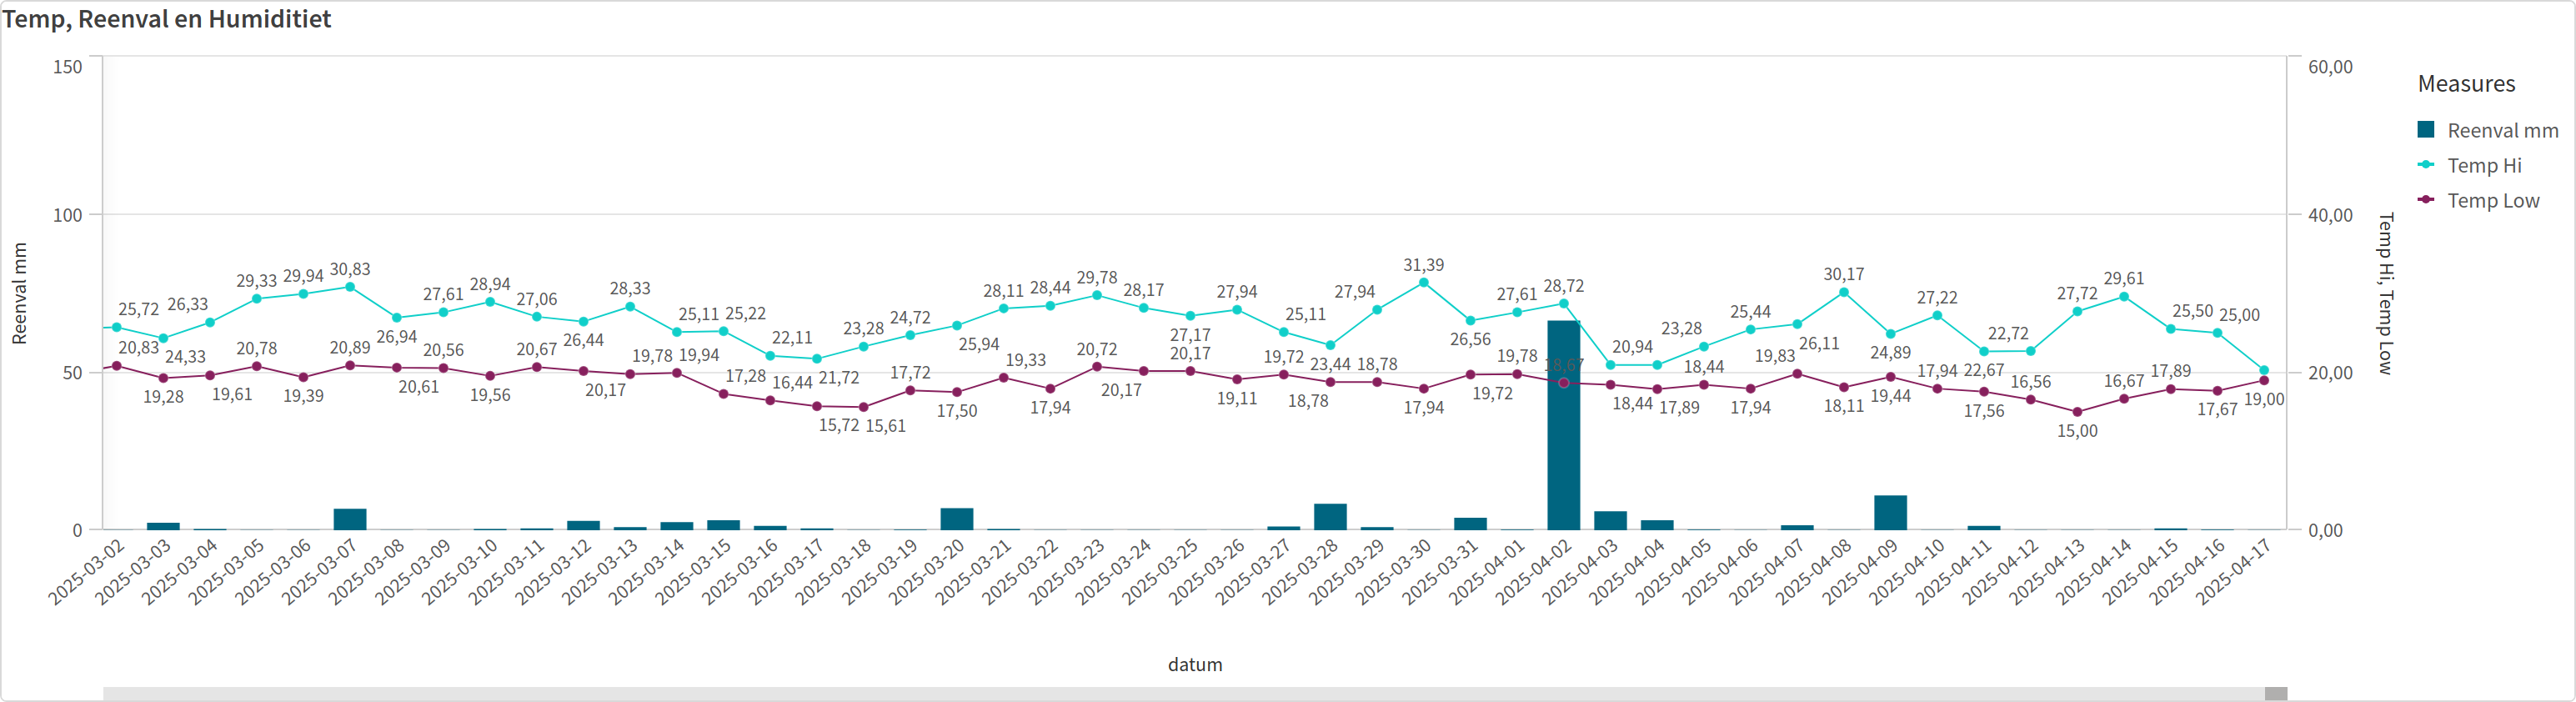 Temp, Reenval en Humiditiet
150
100
50
0
Reenval mm
60,00
40,00
20,00
0,00
Temp Hi, Temp Low
Measures
Reenval mm
Temp Hi
Temp Low
25,72 26,33 29,33 29,94 30,83 26,94 27,61 28,94 27,06 26,44 28,33 25,11 25,22 22,11 21,72 23,28 24,72 25,94 28,11 28,44 29,78 28,17 27,17 27,94 25,11 23,44 27,94 31,39 26,56 27,61 28,72 20,94 23,28 25,44 26,11 30,17 24,89 27,22 22,67 22,72 27,72 29,61 25,50 25,00
24,33
20,83 19,28 19,61 20,78 19,39 20,89 20,61 20,56 19,56 20,67 20,17 19,78 19,94 17,28 16,44 15,72 15,61 17,72 17,50 19,33 17,94 20,72 20,17 20,17 19,11 19,72 18,78 18,78 17,94 19,72 19,78 18,67 18,44 17,89 18,44 17,94 19,83 18,11 19,44 17,94 17,56 16,56 15,00 16,67 17,89 17,67 19,00
2025-03-02 2025-03-03 2025-03-04 2025-03-05 2025-03-06 2025-03-07 2025-03-08 2025-03-09 2025-03-10 2025-03-11 2025-03-12 2025-03-13 2025-03-14 2025-03-15 2025-03-16 2025-03-17 2025-03-18 2025-03-19 2025-03-20 2025-03-21 2025-03-22 2025-03-23 2025-03-24 2025-03-25 2025-03-26 2025-03-27 2025-03-28 2025-03-29 2025-03-30 2025-03-31 2025-04-01 2025-04-02 2025-04-03 2025-04-04 2025-04-05 2025-04-06 2025-04-07 2025-04-08 2025-04-09 2025-04-10 2025-04-11 2025-04-12 2025-04-13 2025-04-14 2025-04-15 2025-04-16 2025-04-17
datum